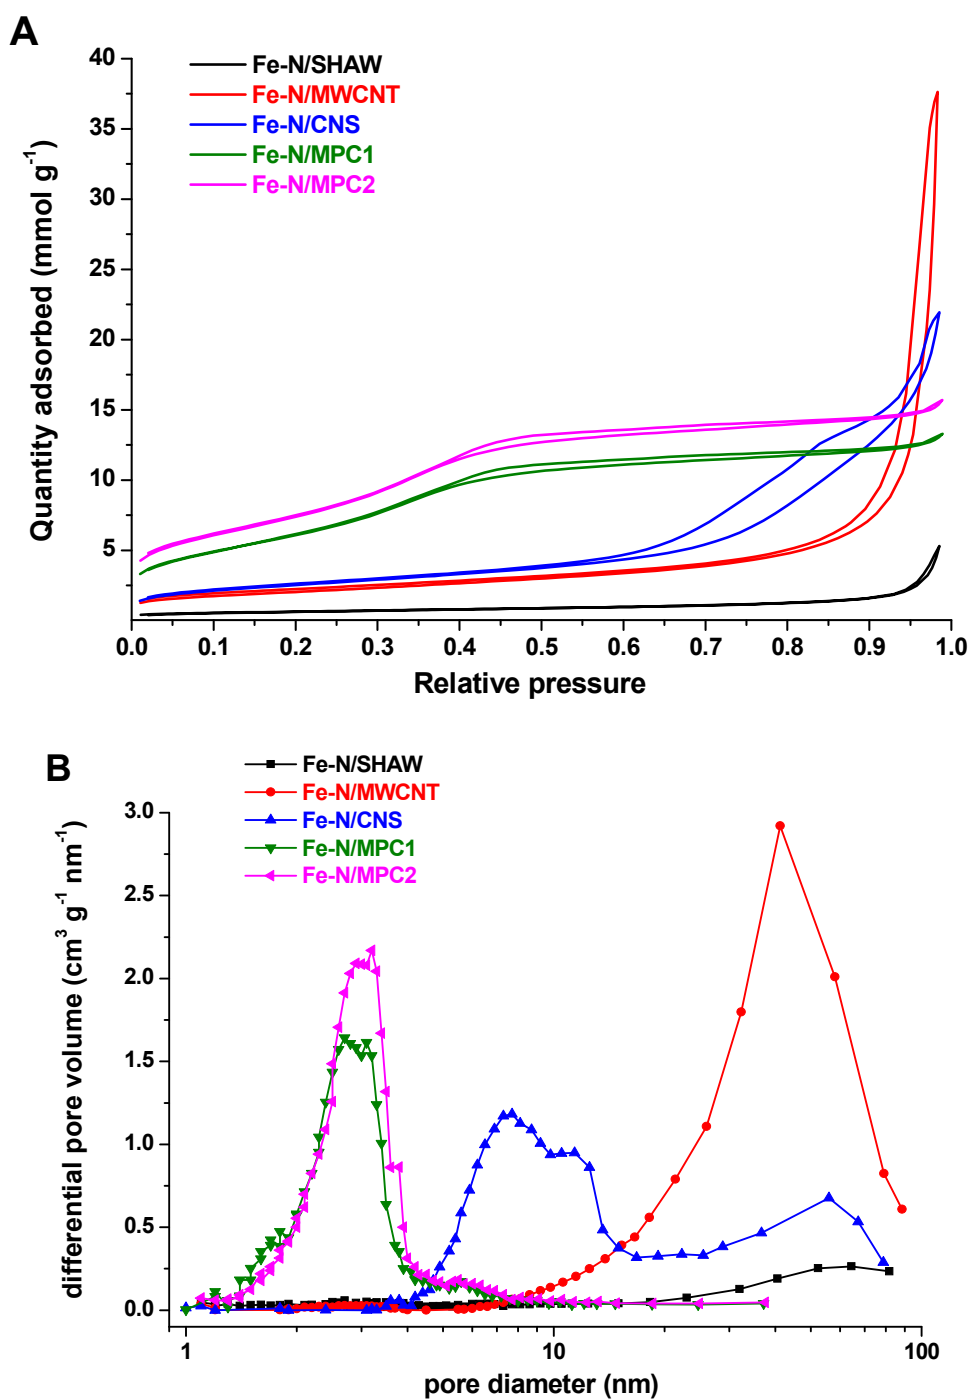 A
Fe-N/SHAW
Fe-N/MWCNT
Fe-N/CNS
Fe-N/MPC1
Fe-N/MPC2
Quantity adsorbed (mmol g⁻¹)
40
35
30
25
20
15
10
5
0.0 0.1 0.2 0.3 0.4 0.5 0.6 0.7 0.8 0.9 1.0
Relative pressure
B
Fe-N/SHAW
Fe-N/MWCNT
Fe-N/CNS
Fe-N/MPC1
Fe-N/MPC2
differential pore volume (cm³ g⁻¹ nm⁻¹)
3.0
2.5
2.0
1.5
1.0
0.5
0.0
1 10 100
pore diameter (nm)